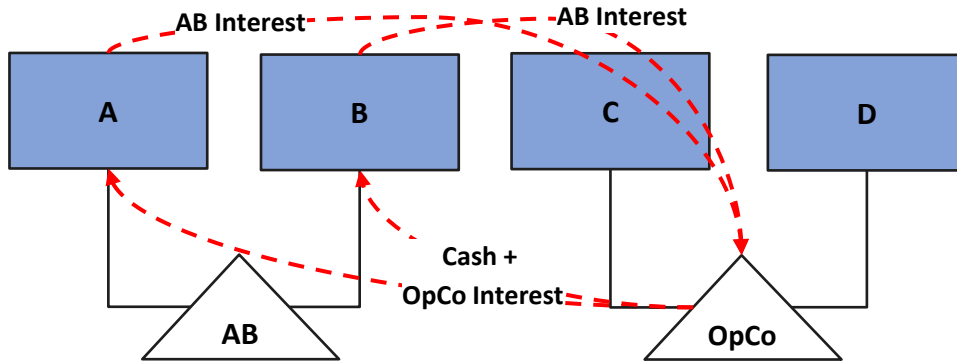 AB Interest
AB Interest
A
B
C
D
Cash +
OpCo Interest
AB
OpCo